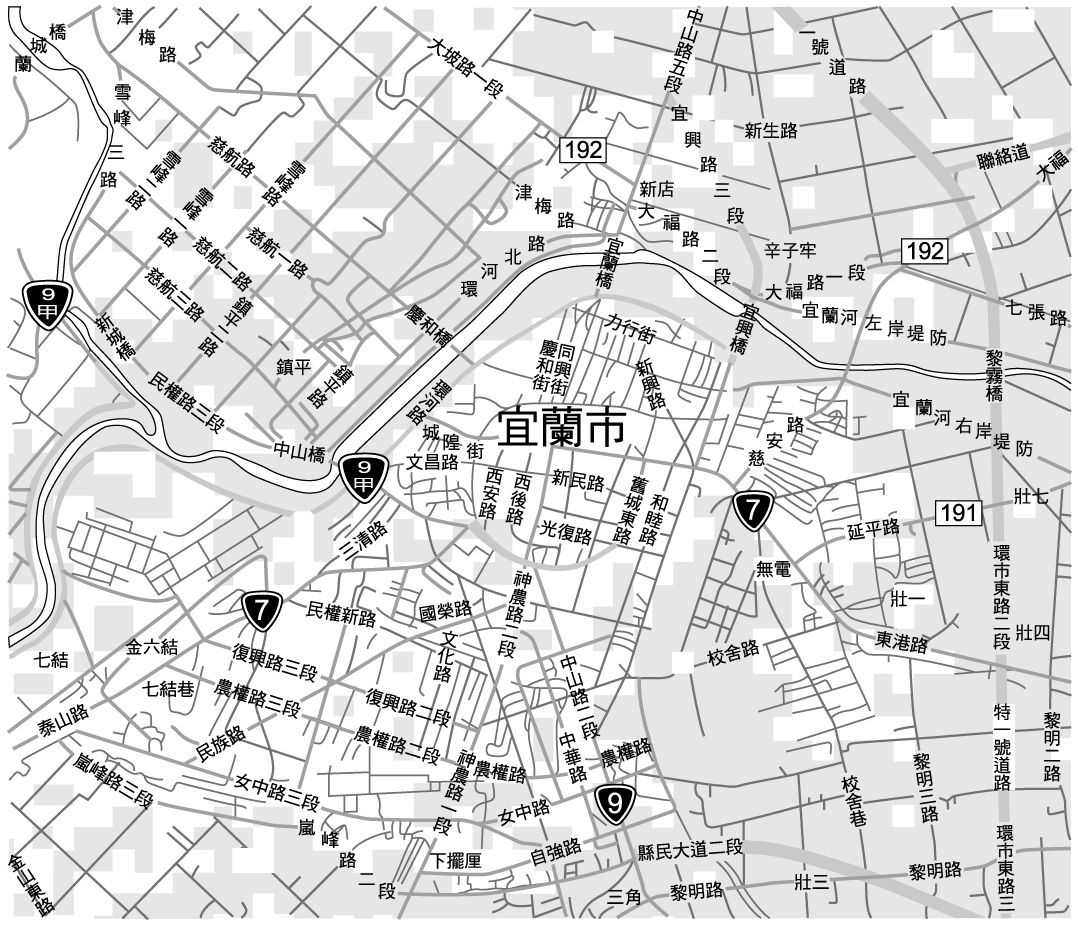 蘭城橋
津梅路
大坡路一段
中山路五段
一號道路
雪峰三路
慈航路
雪峰路
192
宜興路三段
新生路
聯絡道
大福
雪峰二路
雪峰一路
慈航二路
慈航一路
津梅路
新店
大福路二段
辛子牢
192
慈航三路
鎮平二路
環河北路
宜蘭橋
大福路一段
七張路
9甲
新城橋
慶和橋
宜興橋
宜蘭河左岸堤防
鎮平
鎮平路
力行街
同興街
慶和街
新興路
黎霧橋
民權路三段
環河路
宜蘭市
宜蘭河右岸堤防
中山橋
城隍街
慈安路
9甲
文昌路
西安路
西後路
新民路
舊城東路
和睦路
7
壯七
191
三清路
光復路
延平路
無電
環市東路二段
7
民權新路
國榮路
神農路二段
壯一
壯四
七結
金六結
復興路三段
文化路
校舍路
東港路
七結巷
農權路三段
復興路二段
中山路二段
泰山路
民族路
農權路二段
中華路
農權路
特一號道路
黎明二路
嵐峰路三段
女中路三段
神農路一段
農權路
9
校舍巷
黎明三路
女中路
嵐峰路二段
下擺厘
自強路
縣民大道二段
環市東路三
金山東路
三角
黎明路
壯三
黎明路